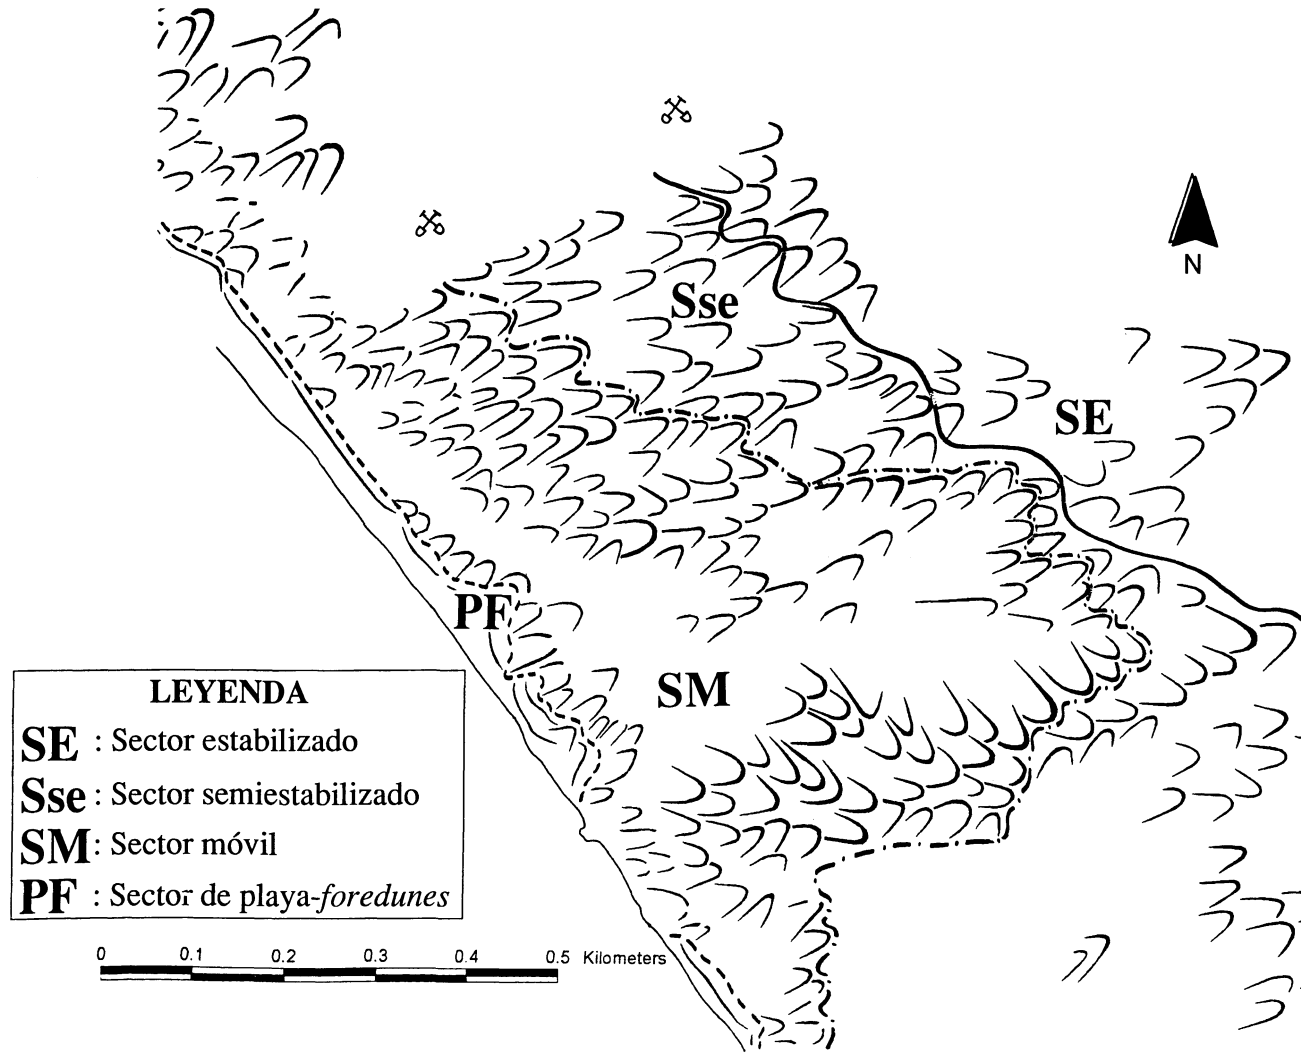 Sse
N
SE
PF
SM
LEYENDA
SE : Sector estabilizado
Sse : Sector semiestabilizado
SM : Sector móvil
PF : Sector de playa-foredunes
0 0.1 0.2 0.3 0.4 0.5 Kilometers